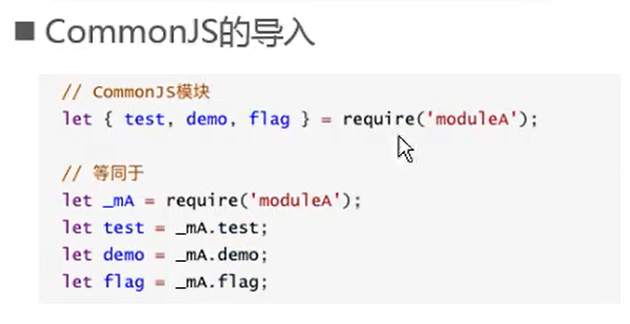 ■ CommonJS的导入
// CommonJS模块
let { test, demo, flag } = require('moduleA');
// 等同于
let _mA = require('moduleA');
let test = _mA.test;
let demo = _mA.demo;
let flag = _mA.flag;